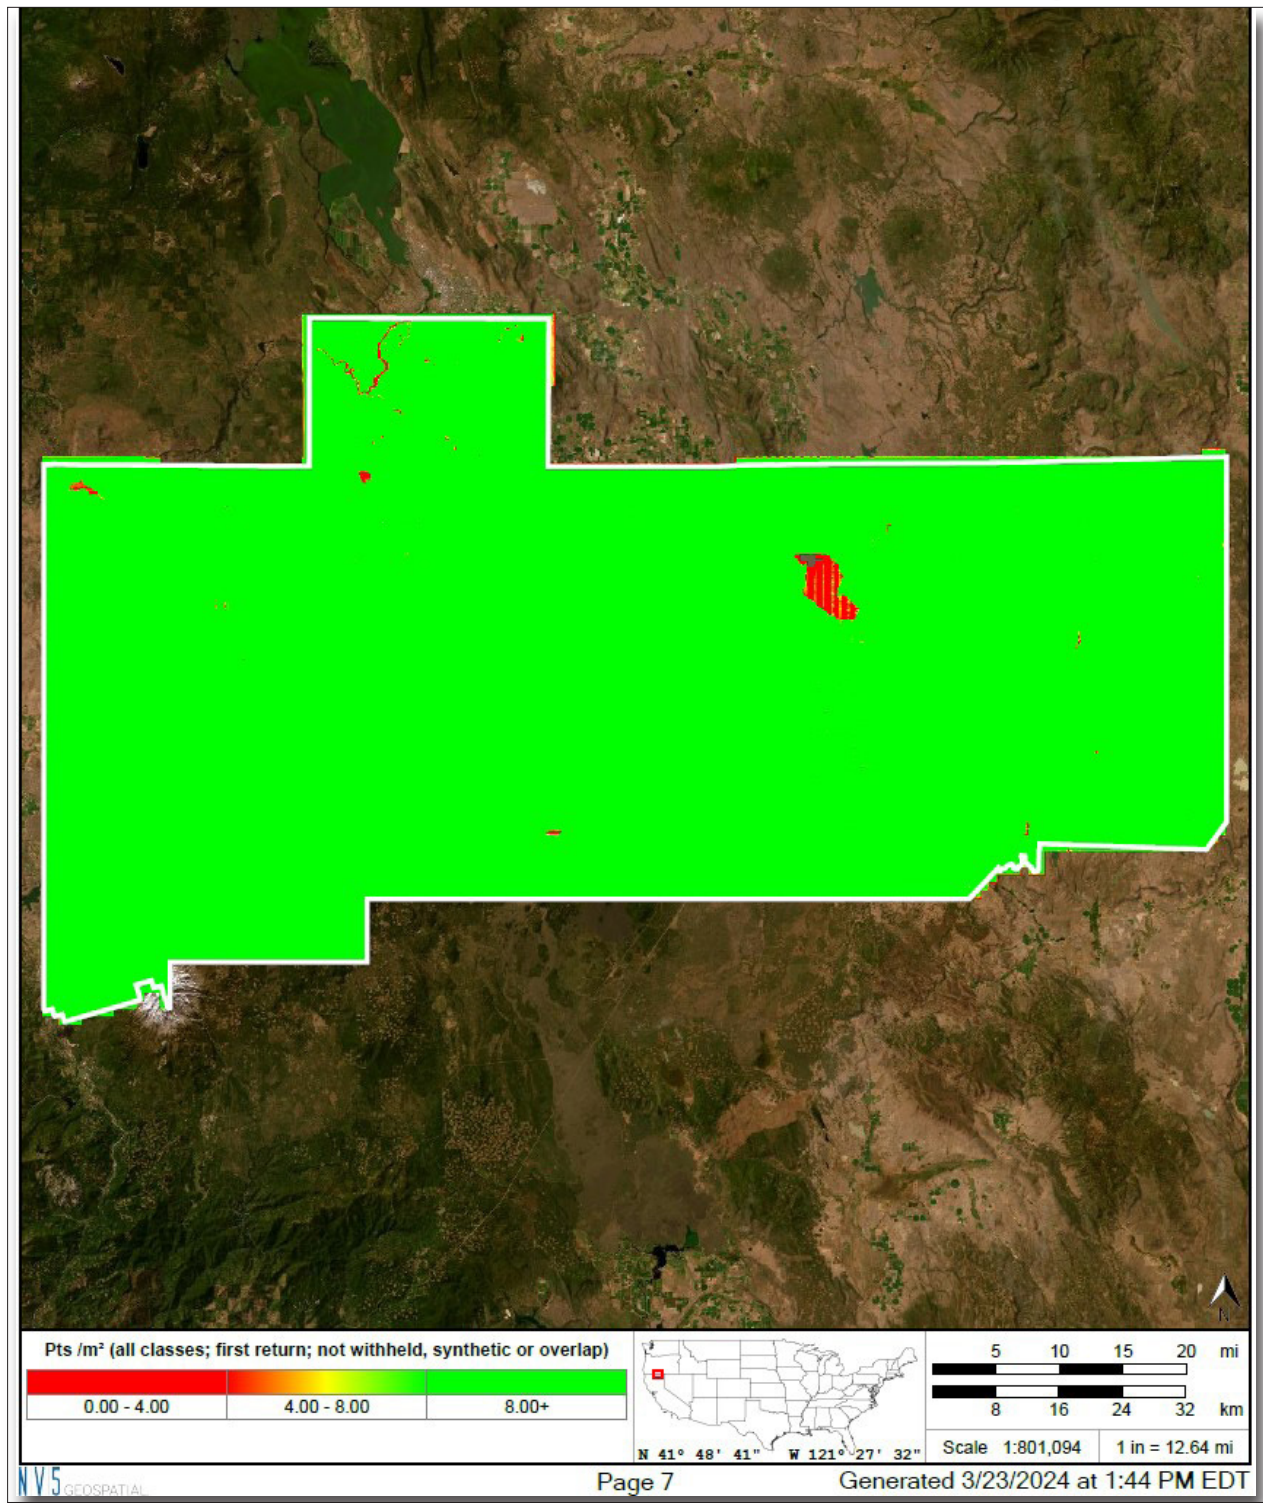 N
Pts /m² (all classes; first return; not withheld, synthetic or overlap)
0.00 - 4.00 4.00 - 8.00 8.00+
N 41° 48' 41" W 121° 27' 32"
5 10 15 20 mi
8 16 24 32 km
Scale 1:801,094 1 in = 12.64 mi
NV5 GEOSPATIAL
Page 7
Generated 3/23/2024 at 1:44 PM EDT